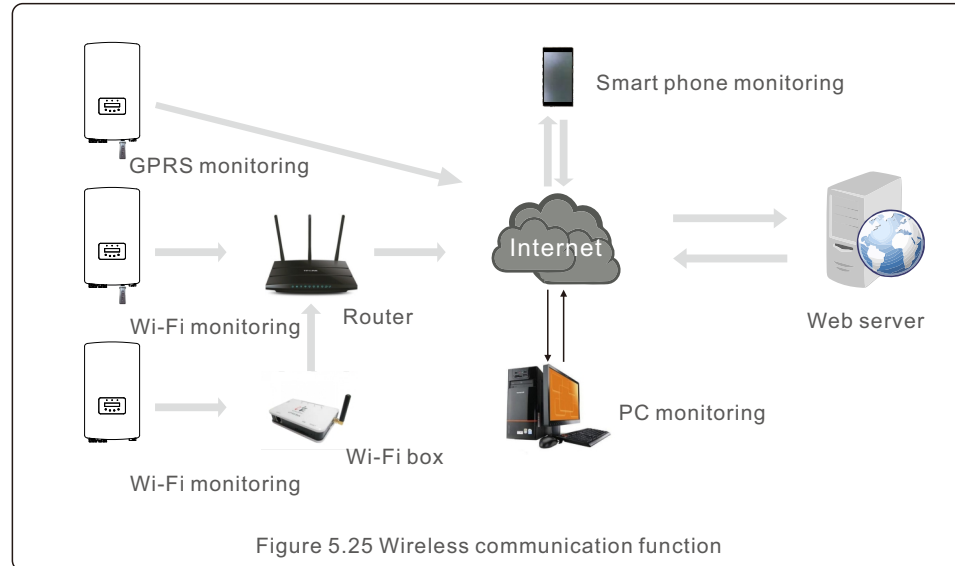 Smart phone monitoring
GPRS monitoring
Internet
Wi-Fi monitoring
Router
Web server
PC monitoring
Wi-Fi box
Wi-Fi monitoring
Figure 5.25 Wireless communication function